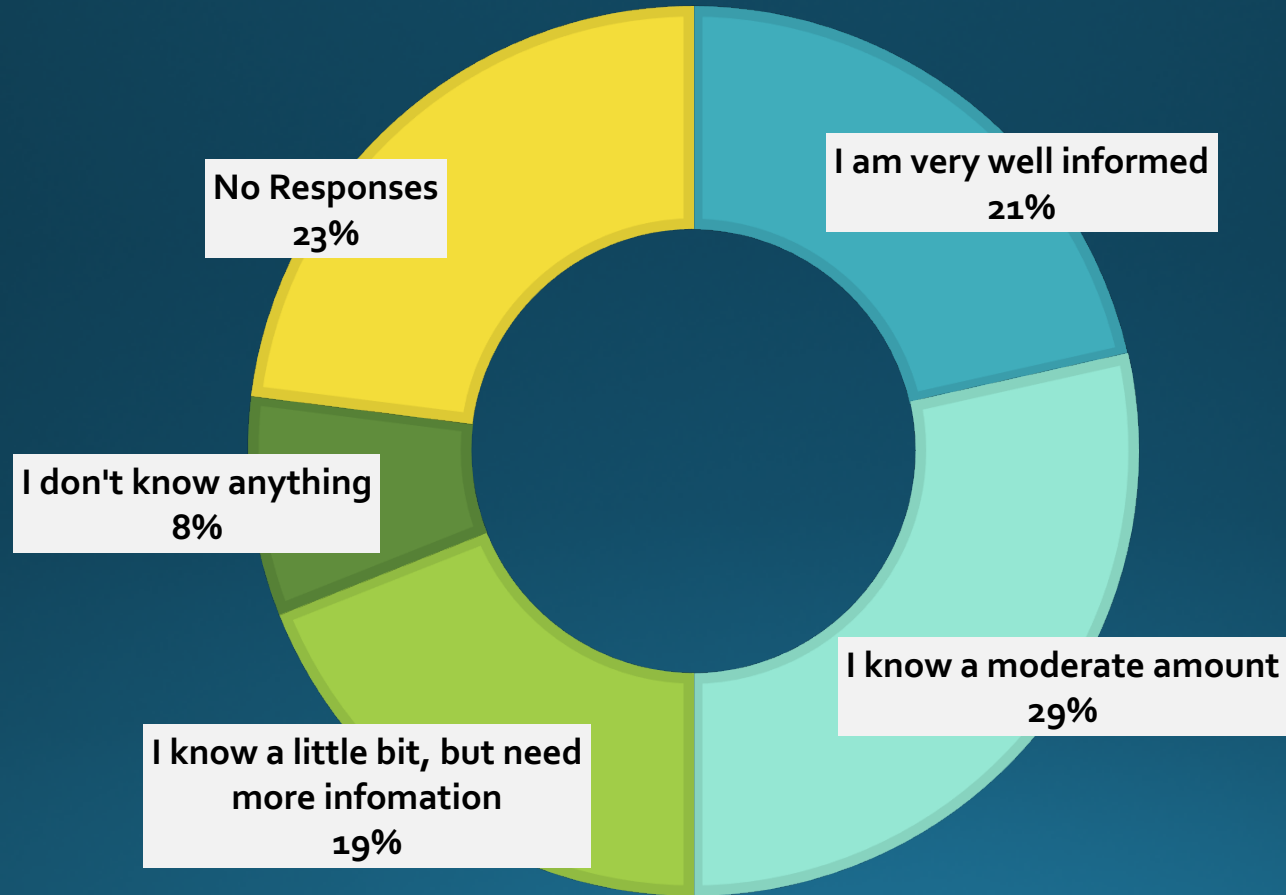 I am very well informed
21%
I know a moderate amount
29%
I know a little bit, but need
more infomation
19%
I don't know anything
8%
No Responses
23%